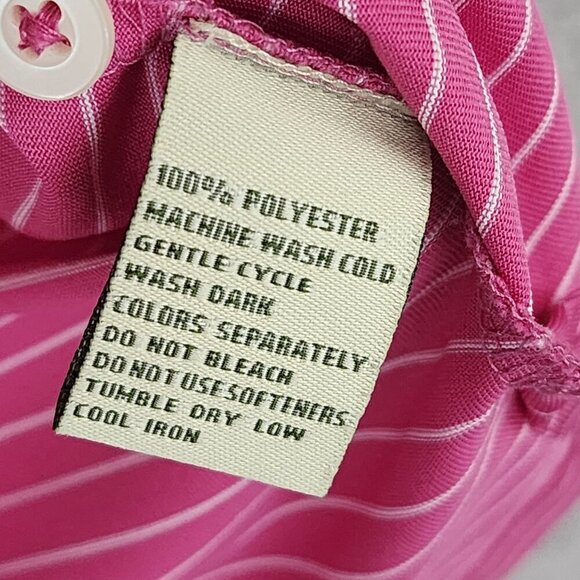 100% POLYESTER
MACHINE WASH COLD
GENTLE CYCLE
WASH DARK
COLORS SEPARATELY
DO NOT BLEACH
DO NOT USE SOFTENERS
TUMBLE DRY LOW
COOL IRON